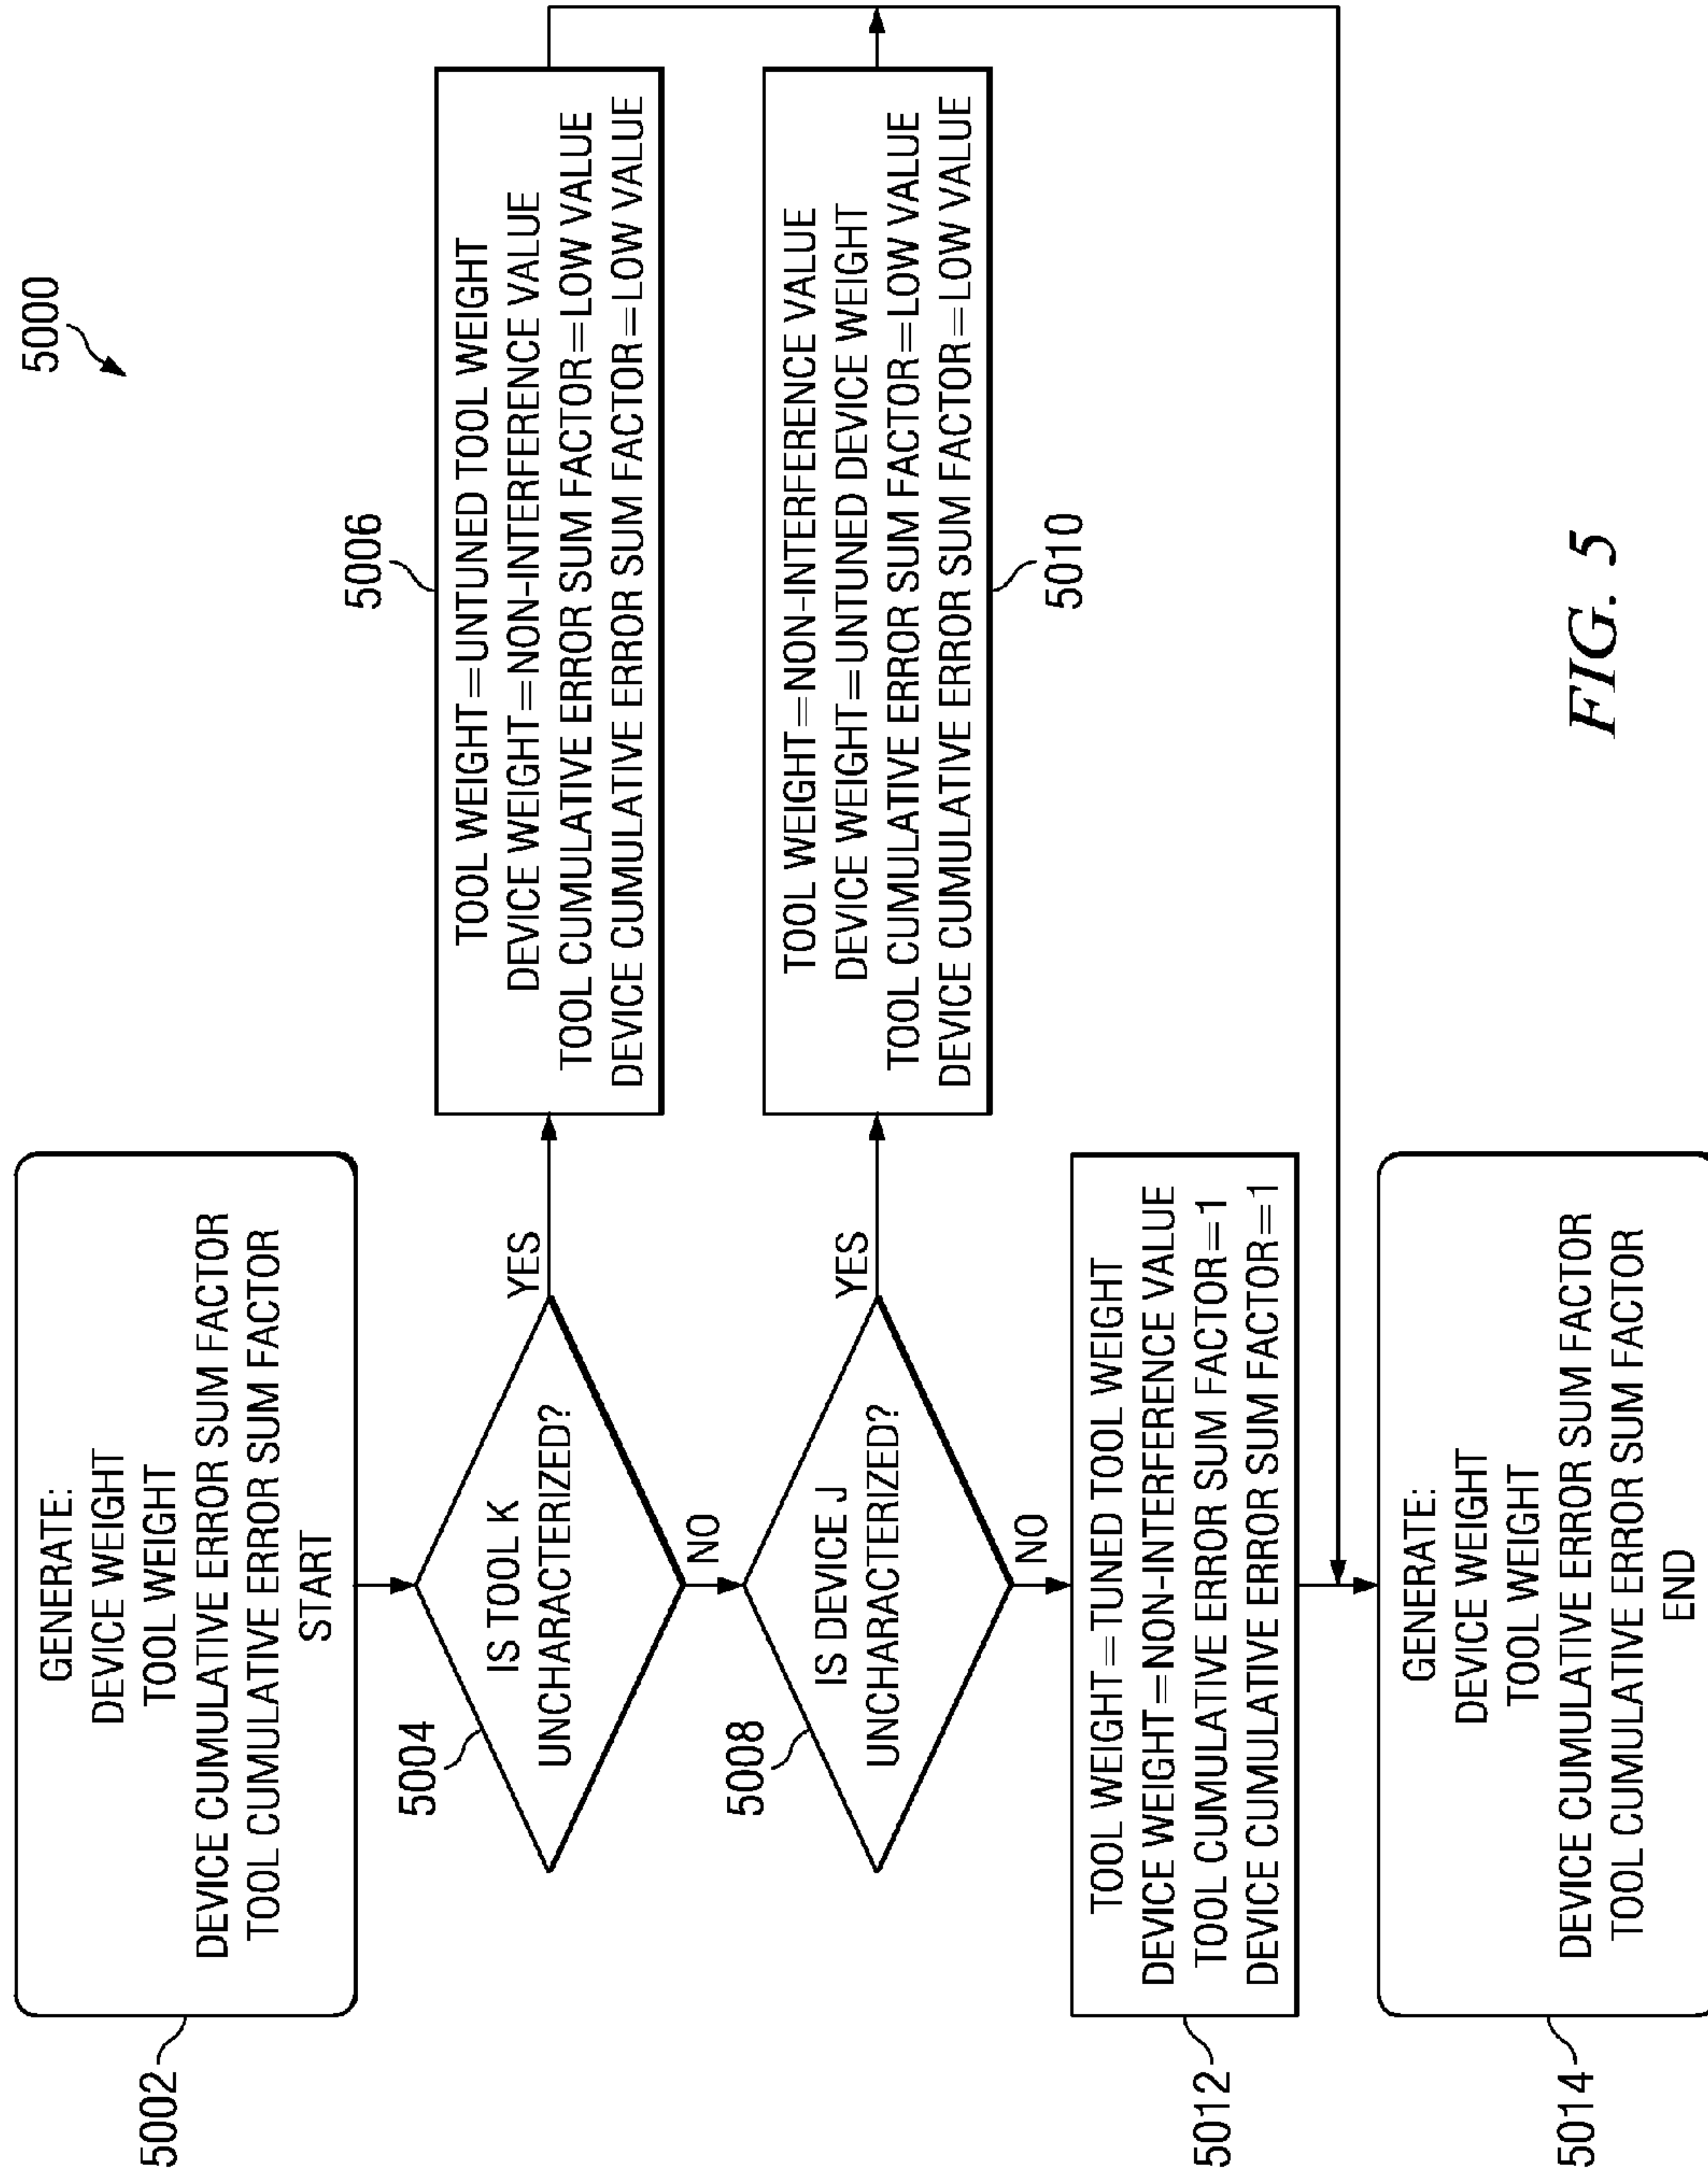 5000
5002
GENERATE:
DEVICE WEIGHT
TOOL WEIGHT
DEVICE CUMULATIVE ERROR SUM FACTOR
TOOL CUMULATIVE ERROR SUM FACTOR
START
5004
IS TOOL K
UNCHARACTERIZED?
YES
NO
5006
TOOL WEIGHT=UNTUNED TOOL WEIGHT
DEVICE WEIGHT=NON-INTERFERENCE VALUE
TOOL CUMULATIVE ERROR SUM FACTOR=LOW VALUE
DEVICE CUMULATIVE ERROR SUM FACTOR=LOW VALUE
5008
IS DEVICE J
UNCHARACTERIZED?
YES
NO
TOOL WEIGHT=NON-INTERFERENCE VALUE
DEVICE WEIGHT=UNTUNED DEVICE WEIGHT
TOOL CUMULATIVE ERROR SUM FACTOR=LOW VALUE
DEVICE CUMULATIVE ERROR SUM FACTOR=LOW VALUE
5010
5012
TOOL WEIGHT=TUNED TOOL WEIGHT
DEVICE WEIGHT=NON-INTERFERENCE VALUE
TOOL CUMULATIVE ERROR SUM FACTOR=1
DEVICE CUMULATIVE ERROR SUM FACTOR=1
5014
GENERATE:
DEVICE WEIGHT
TOOL WEIGHT
DEVICE CUMULATIVE ERROR SUM FACTOR
TOOL CUMULATIVE ERROR SUM FACTOR
END
FIG. 5